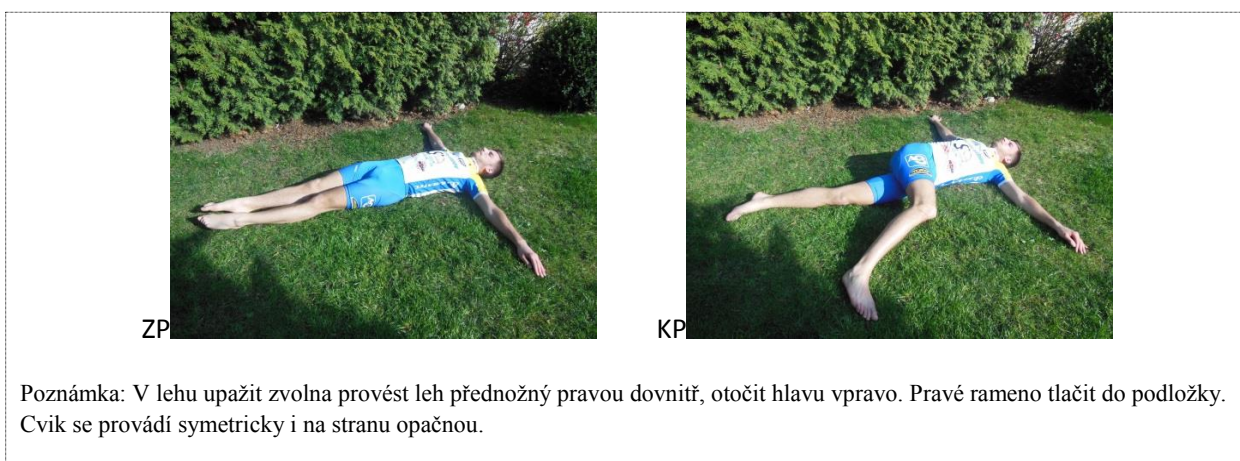 ZP KP
Poznámka: V lehu upažit zvolna provést leh přednožný pravou dovnitř, otočit hlavu vpravo. Pravé rameno tlačit do podložky.
Cvik se provádí symetricky i na stranu opačnou.